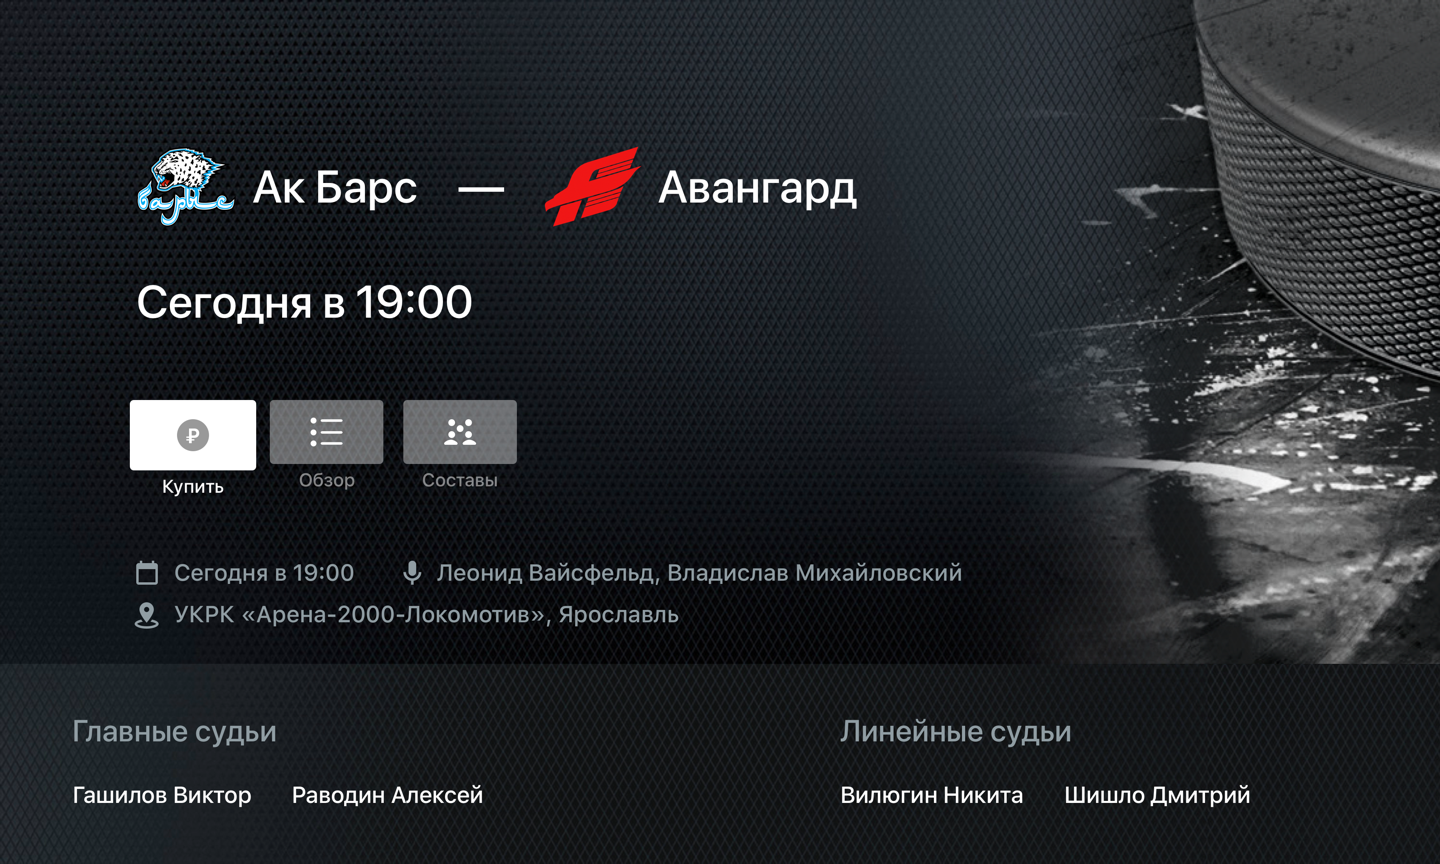 барыс
Ак Барс — Авангард
Сегодня в 19:00
₽
Купить Обзор Составы
Сегодня в 19:00 Леонид Вайсфельд, Владислав Михайловский
УКРК «Арена-2000-Локомотив», Ярославль
Главные судьи Линейные судьи
Гашилов Виктор Раводин Алексей Вилюгин Никита Шишло Дмитрий